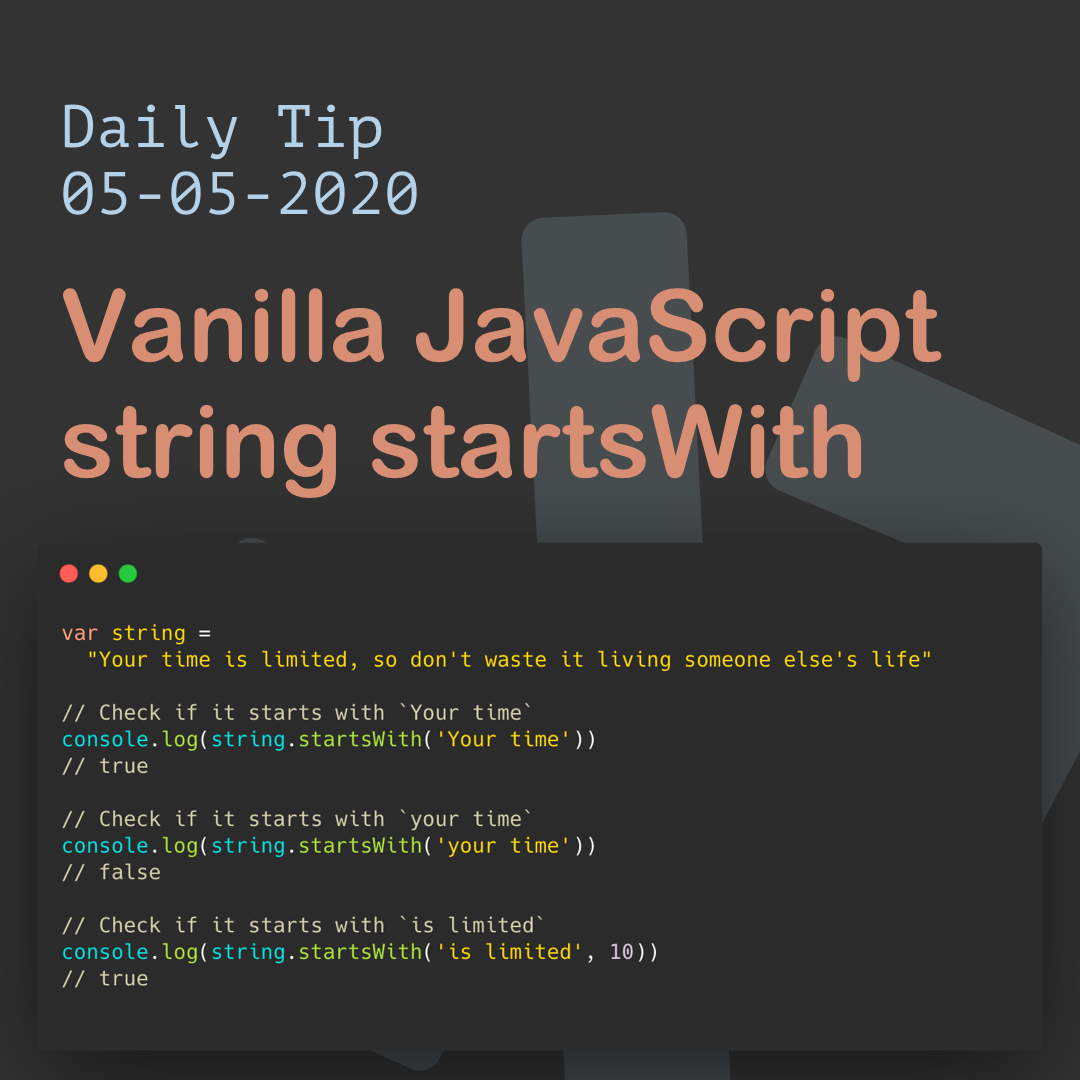 Daily Tip
05-05-2020
Vanilla JavaScript
string startsWith
var string =
  "Your time is limited, so don't waste it living someone else's life"
// Check if it starts with `Your time`
console.log(string.startsWith('Your time'))
// true
// Check if it starts with `your time`
console.log(string.startsWith('your time'))
// false
// Check if it starts with `is limited`
console.log(string.startsWith('is limited', 10))
// true